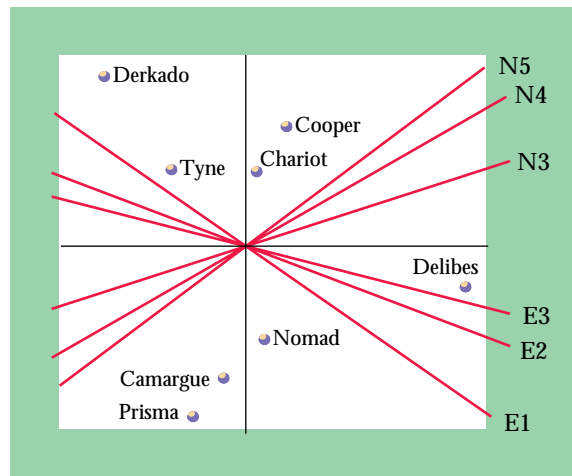 N5
Derkado
N4
Cooper
Tyne
Chariot
N3
Delibes
E3
Nomad
E2
Camargue
Prisma
E1